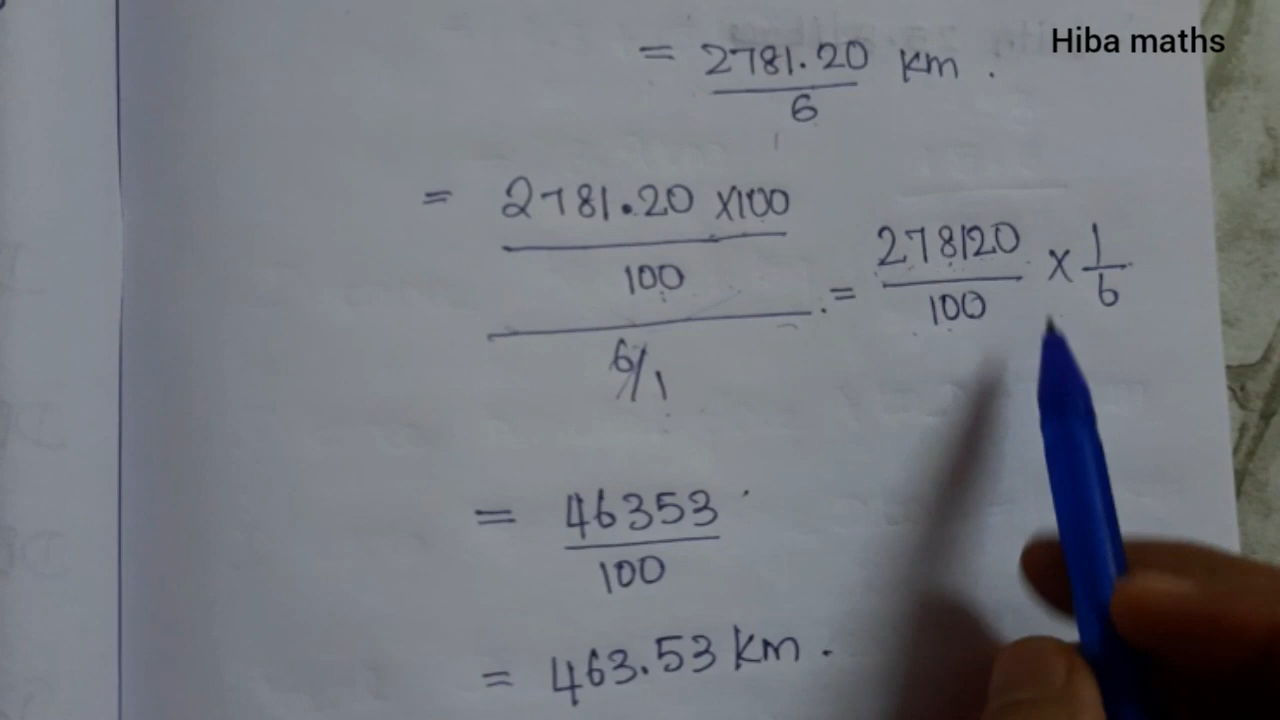 Hiba maths
= 2781.20 km.
6
= 2781.20 ×100
100
6/1
= 278120 × 1
100 6
= 46353
100
= 463.53 km.